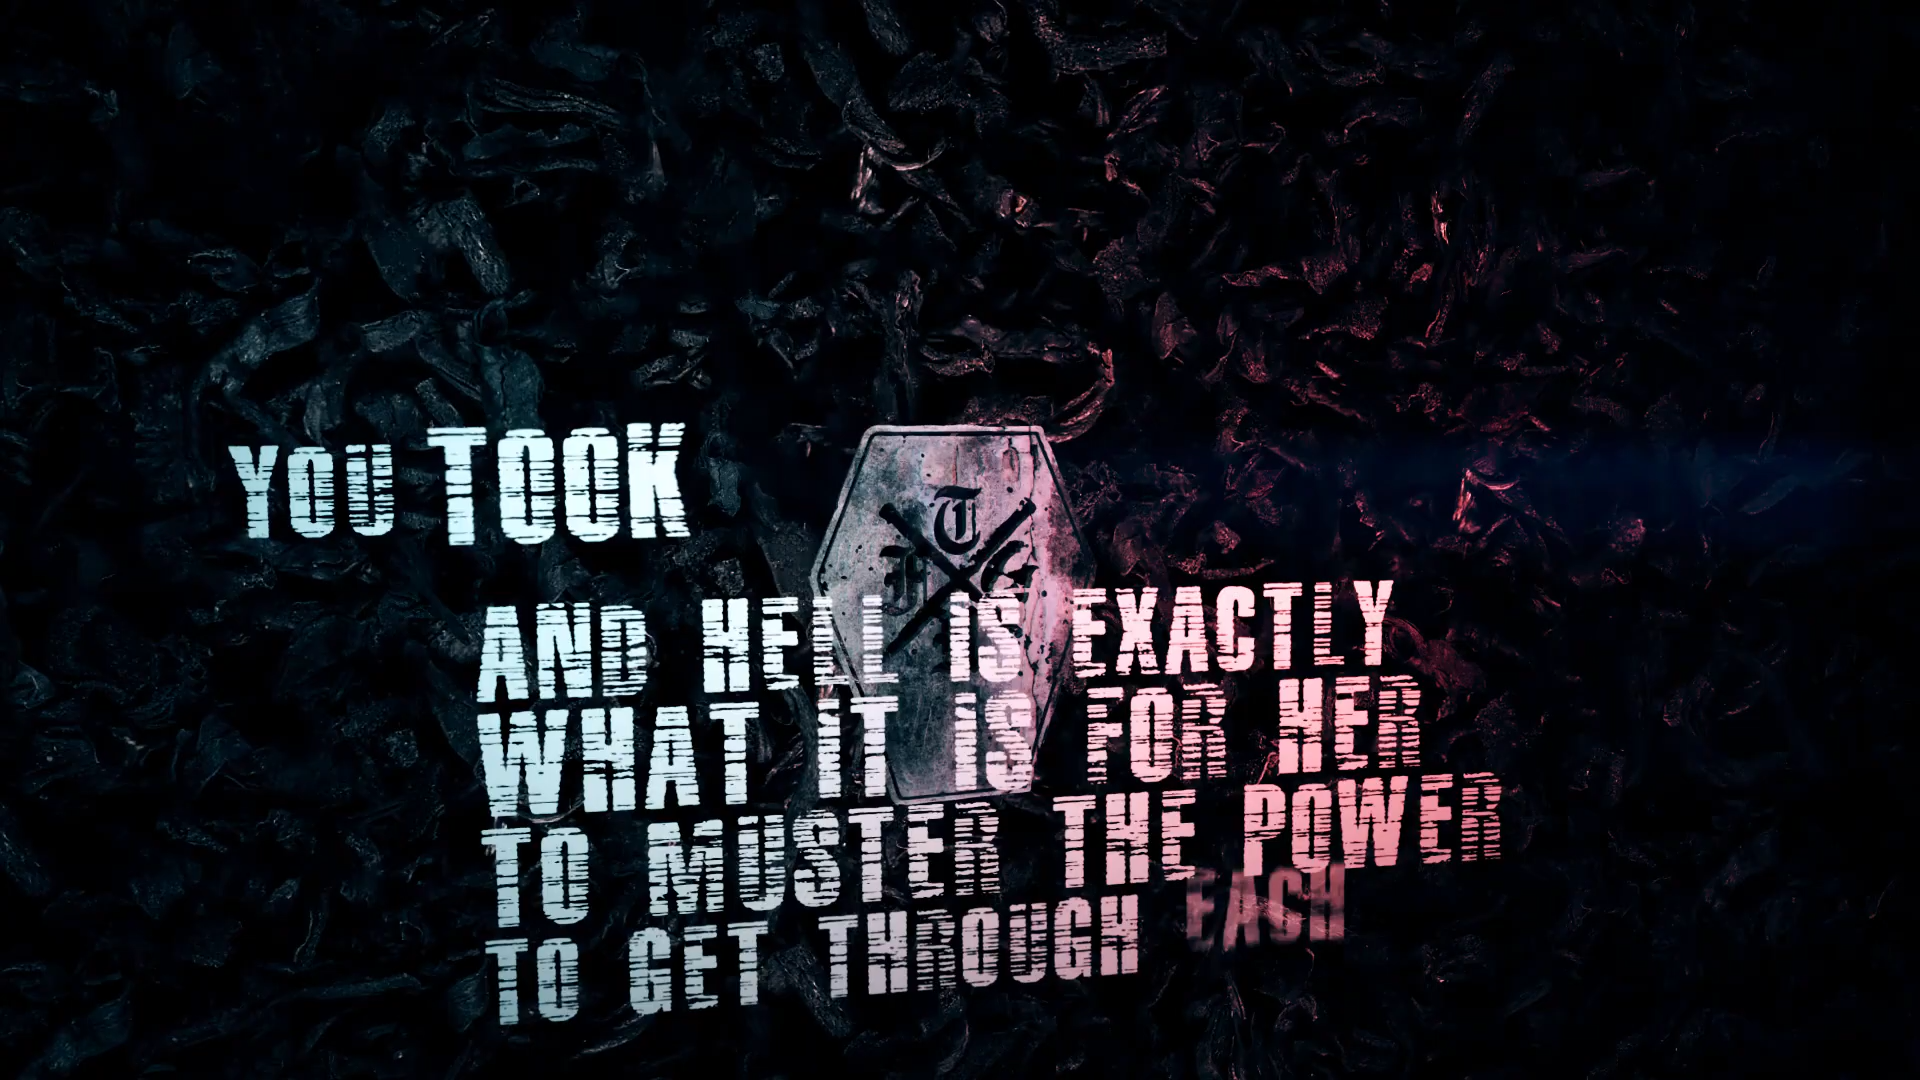 YOU TOOK
T
H G
AND HELL IS EXACTLY
WHAT IT IS FOR HER
TO MUSTER THE POWER
TO GET THROUGH EACH